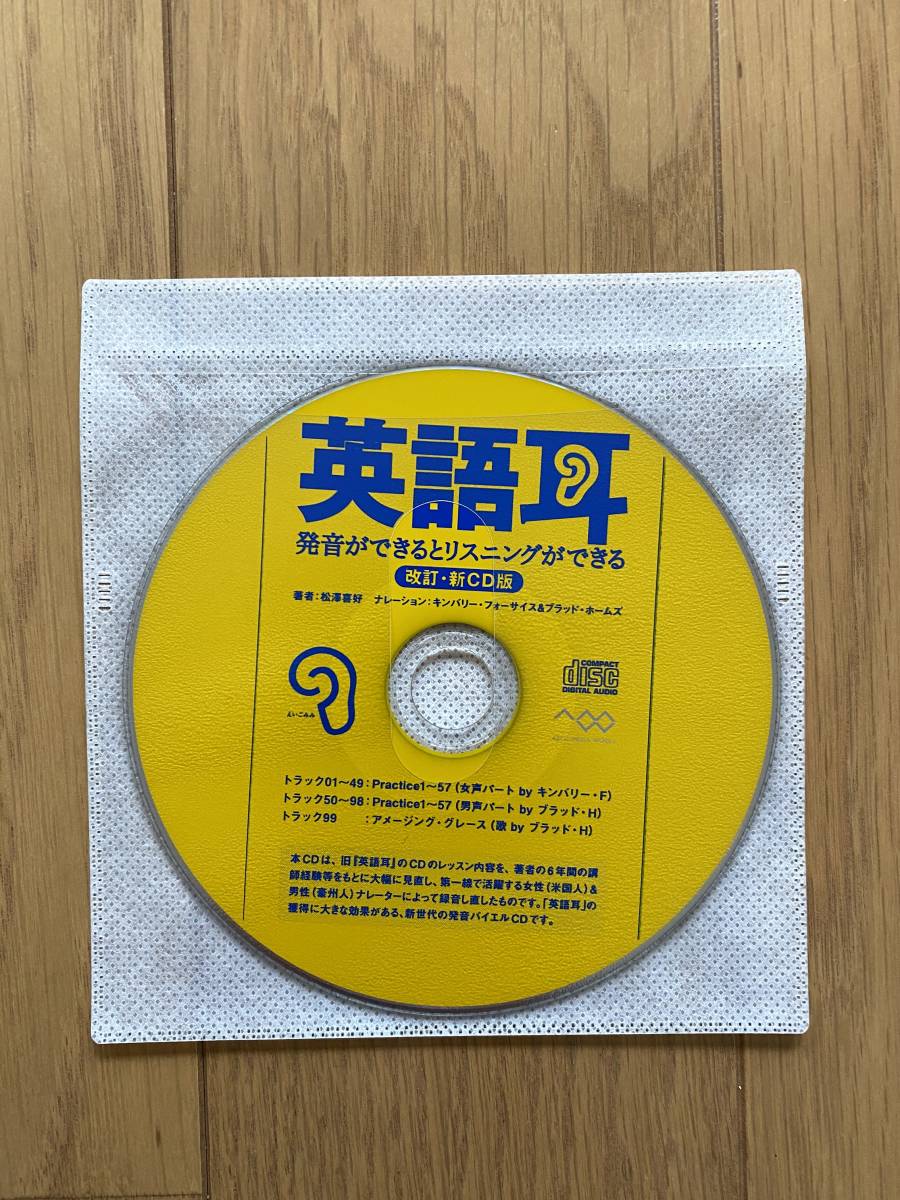 英語耳
発音ができるとリスニングができる
改訂・新CD版
著者：松澤喜好　ナレーション：キンバリー・フォーサイス＆ブラッド・ホームズ
えいごみみ
COMPACT
disc
DIGITAL AUDIO
ASCII MEDIA WORKS
トラック01～49：Practice1～57（女声パート by キンバリー・F）
トラック50～98：Practice1～57（男声パート by ブラッド・H）
トラック99　　：アメージング・グレース（歌 by ブラッド・H）
本CDは、旧『英語耳』のCDのレッスン内容を、著者の6年間の講
師経験等をもとに大幅に見直し、第一線で活躍する女性（米国人）＆
男性（豪州人）ナレーターによって録音し直したものです。「英語耳」の
獲得に大きな効果がある、新世代の発音バイエルCDです。